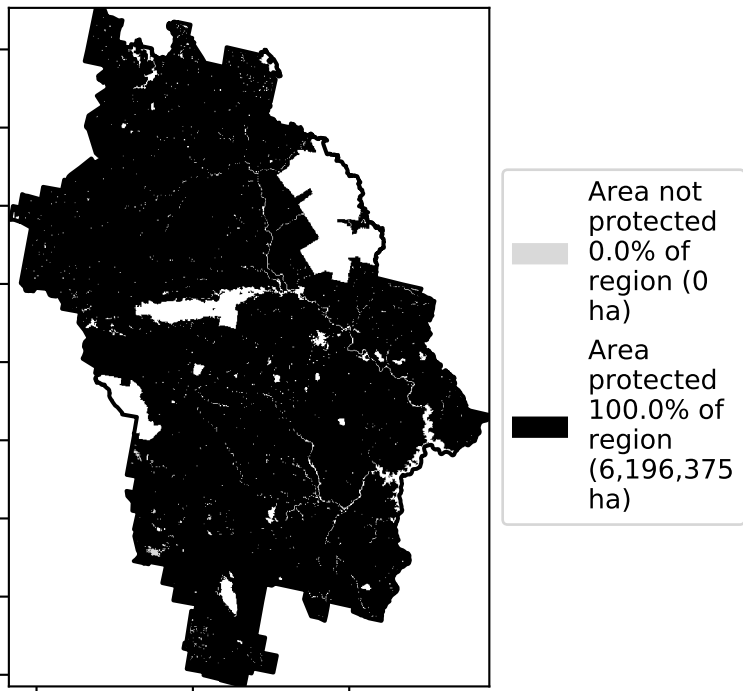 Area not
protected
0.0% of
region (0
ha)
Area
protected
100.0% of
region
(6,196,375
ha)